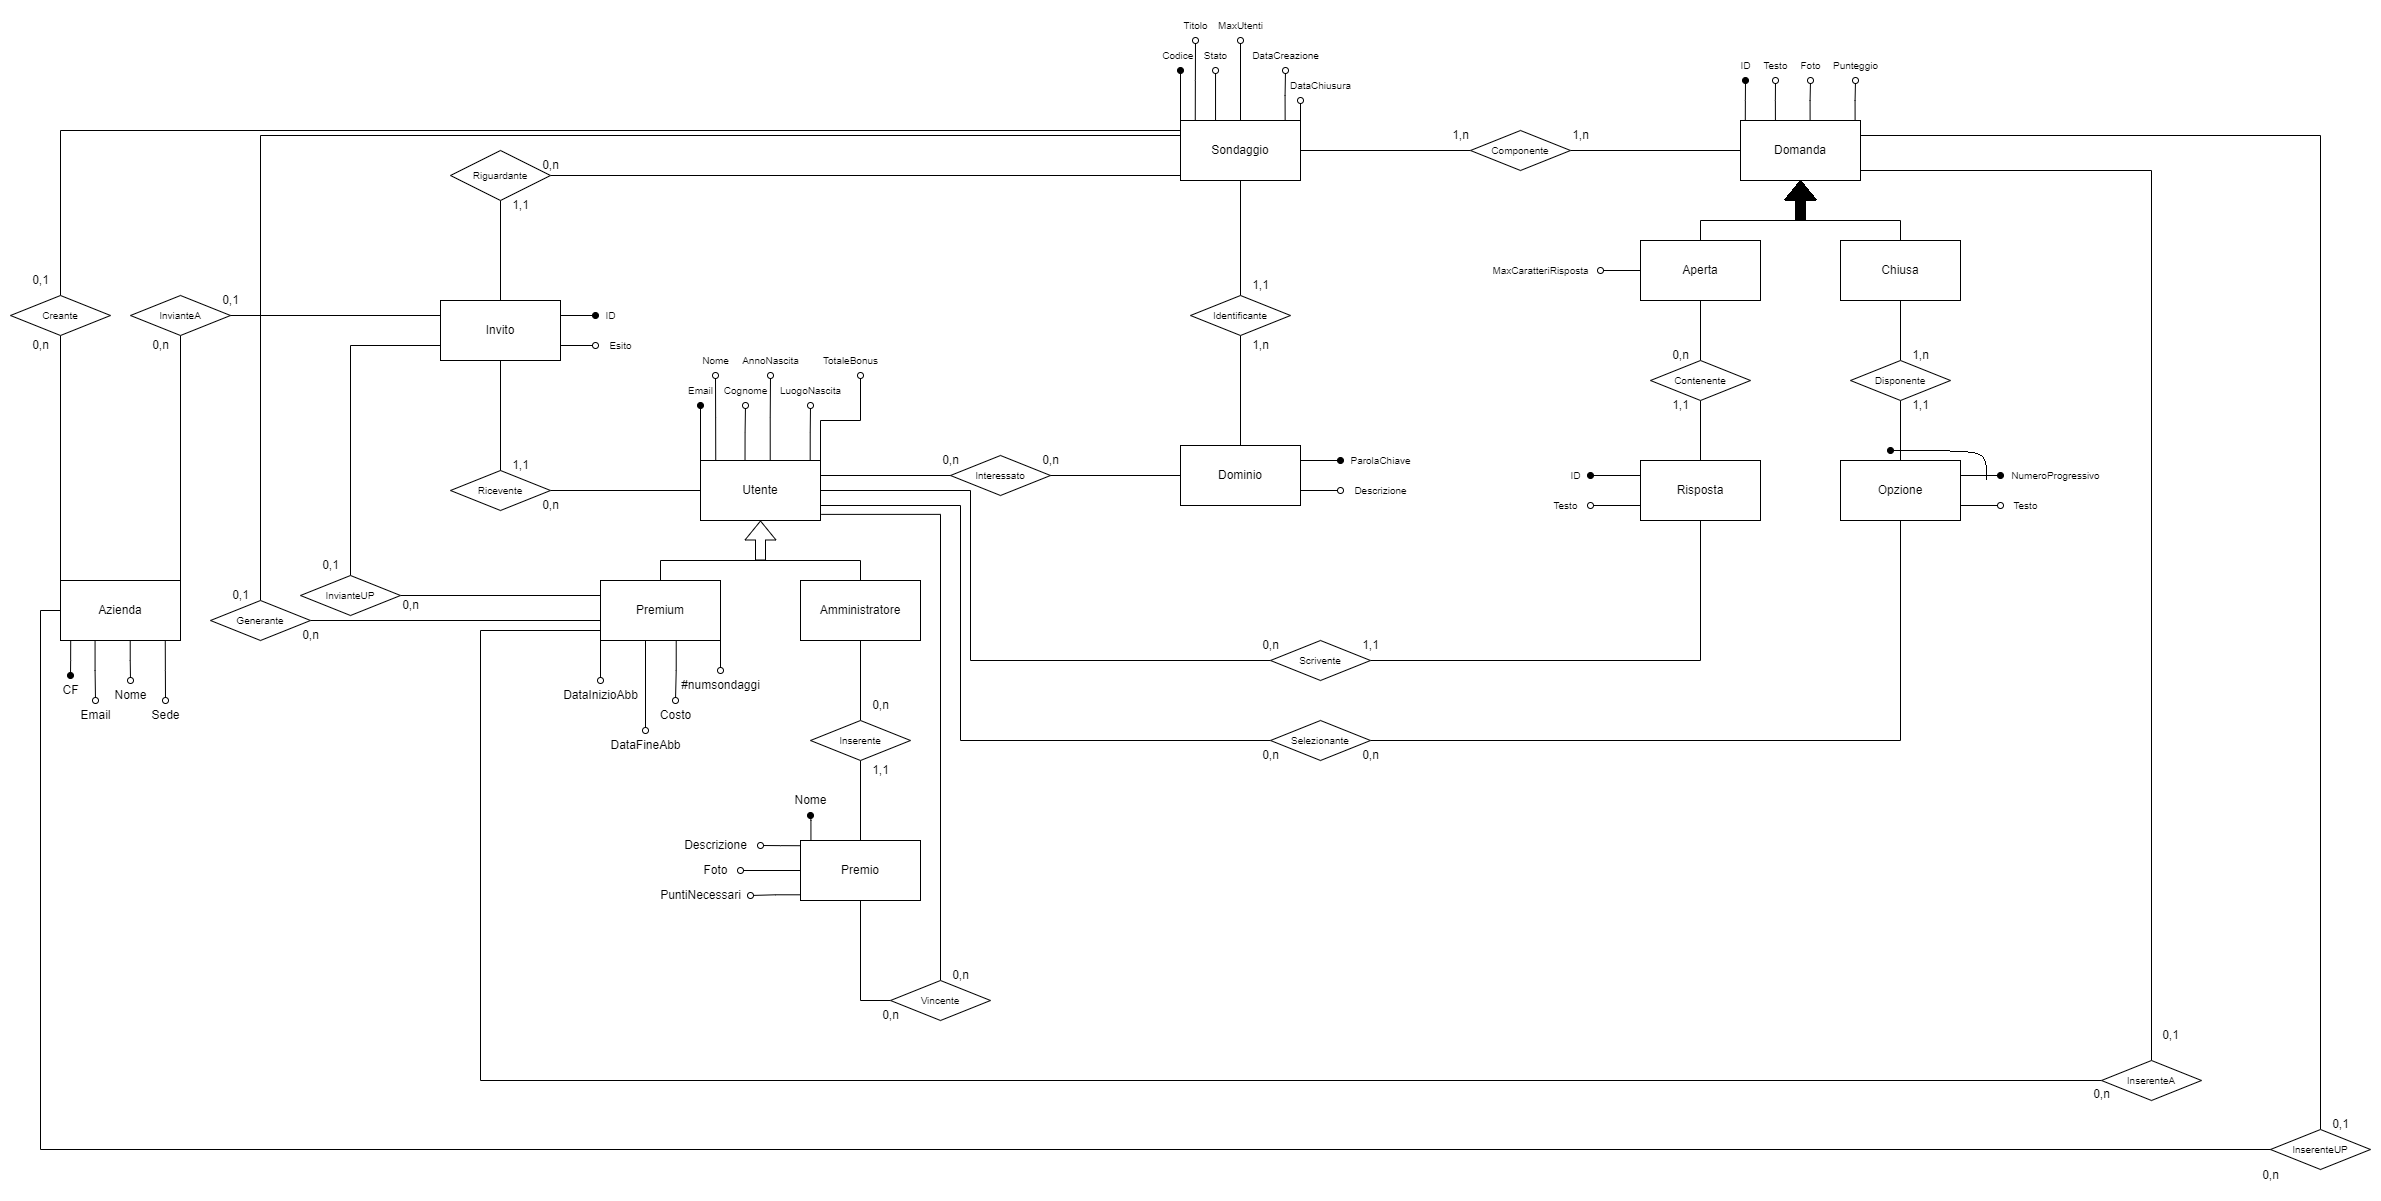 Titolo MaxUtenti
Codice Stato DataCreazione
DataChiusura
ID Testo Foto Punteggio
Sondaggio
1,n Componente 1,n
Domanda
Riguardante 0,n
1,1
0,1
Creante
0,n
InvianteA 0,1
0,n
Invito
ID
Esito
1,1
Identificante
1,n
MaxCaratteriRisposta
Aperta
Chiusa
0,n
Contenente
1,1
1,n
Disponente
1,1
Nome AnnoNascita TotaleBonus
Email Cognome LuogoNascita
1,1
Ricevente
0,n
Utente
0,n Interessato 0,n
Dominio
ParolaChiave
Descrizione
ID
Testo
Risposta
Opzione
NumeroProgressivo
Testo
0,1
InvianteUP
0,n
0,1
Generante
0,n
Azienda
CF
Email
Nome
Sede
Premium
Amministratore
DataInizioAbb
#numsondaggi
Costo
DataFineAbb
0,n Scrivente 1,1
0,n
Inserente
1,1
Selezionante
0,n 0,n
Nome
Descrizione
Foto
PuntiNecessari
Premio
0,n
Vincente
0,n
0,1
InserenteA
0,n
0,1
InserenteUP
0,n